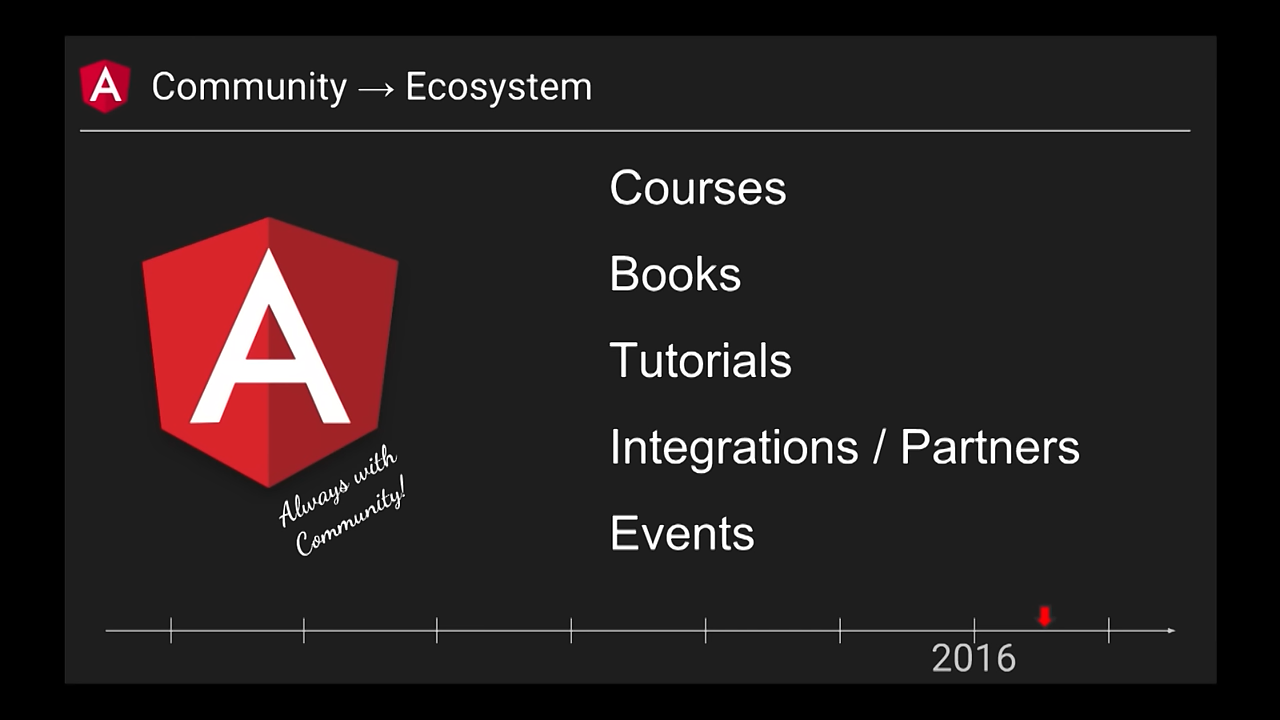 Community → Ecosystem
Courses
Books
Tutorials
Integrations / Partners
Events
Always with
Community!
2016